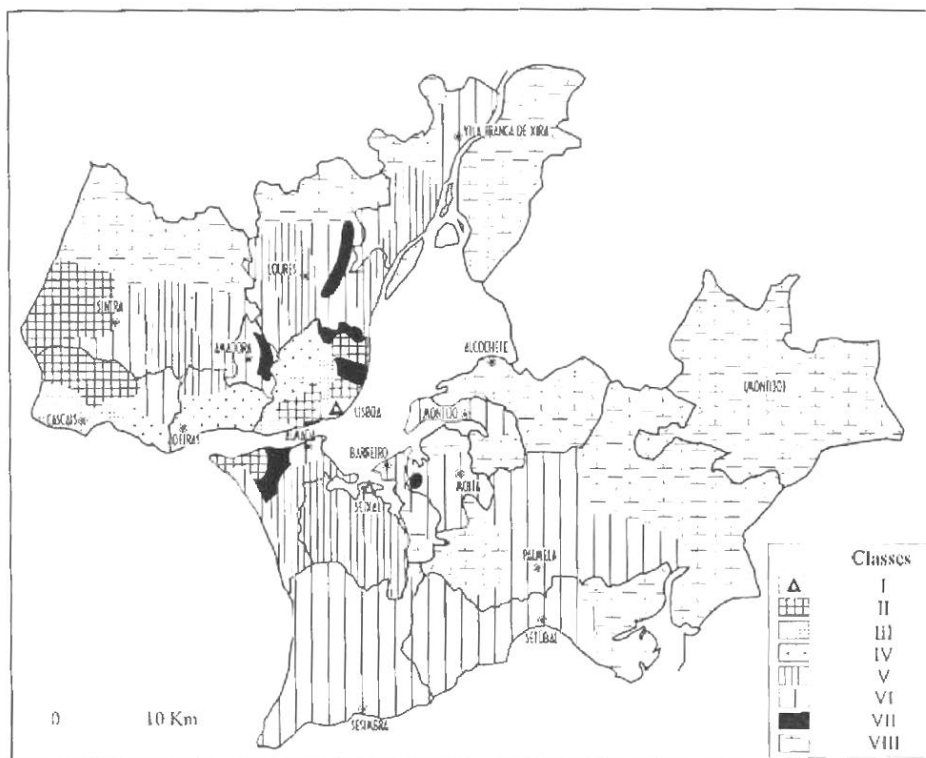 VILA FRANCA DE XIRA
LOURES
SINTRA
AMADORA
ALCOCHETE
(MONTIJO)
LISBOA
MONTIJO
CASCAIS
OEIRAS
ALMADA
BARREIRO
MOITA
SEIXAL
PALMELA
SETÚBAL
SESIMBRA
0 10 Km
Classes
I
II
III
IV
V
VI
VII
VIII